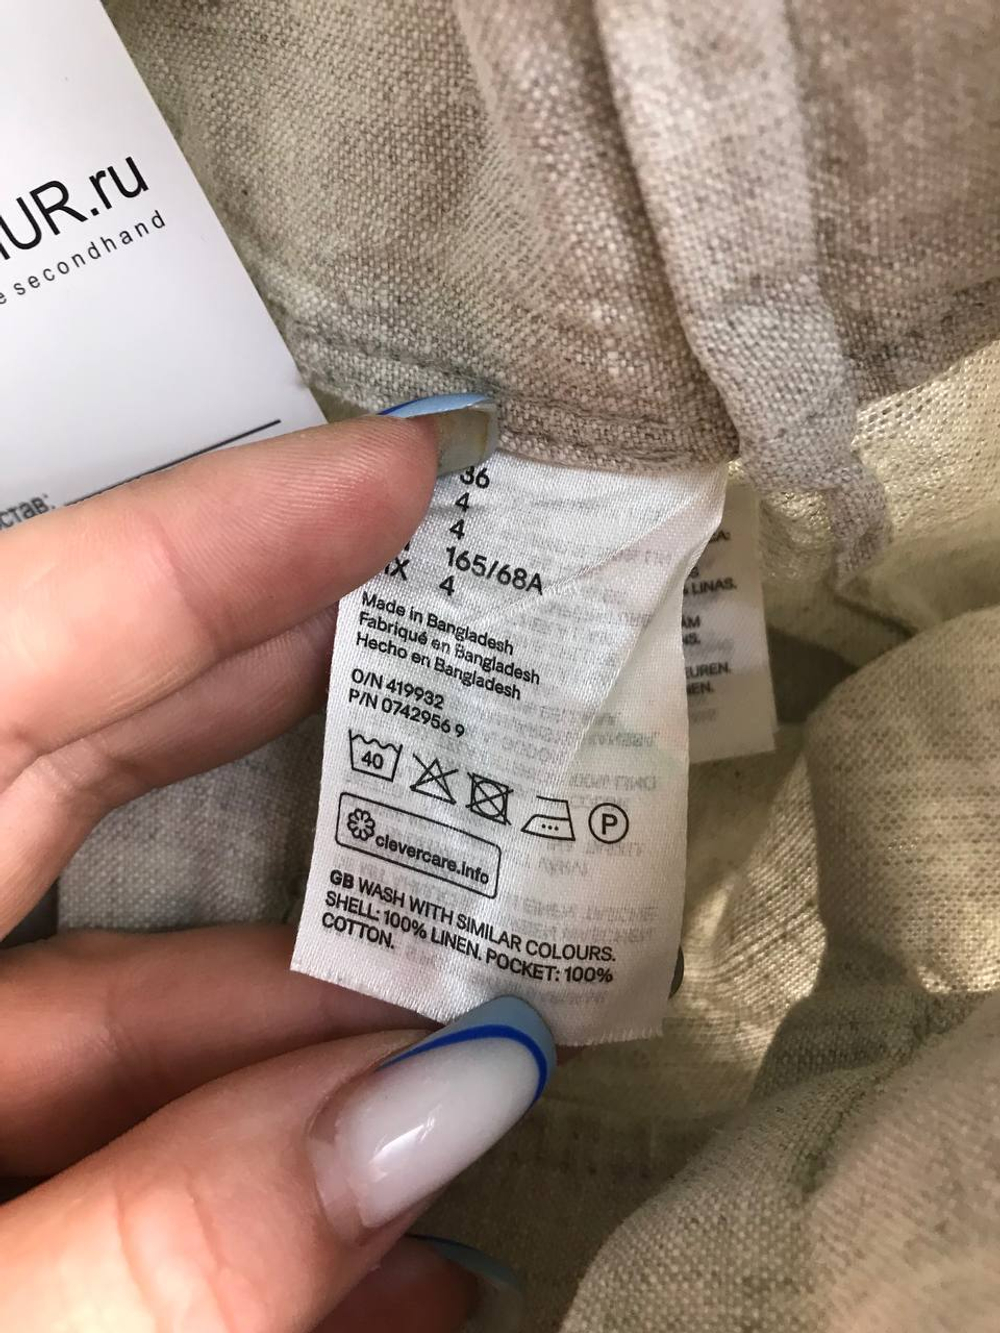 UR.ru
secondhand
став:
36
4
4
165/68A
X 4
Made in Bangladesh
Fabriqué en Bangladesh
Hecho en Bangladesh
O/N 419932
P/N 0742956 9
40
P
clevercare.info
GB WASH WITH SIMILAR COLOURS.
SHELL: 100% LINEN. POCKET: 100%
COTTON.
A:
LINAS.